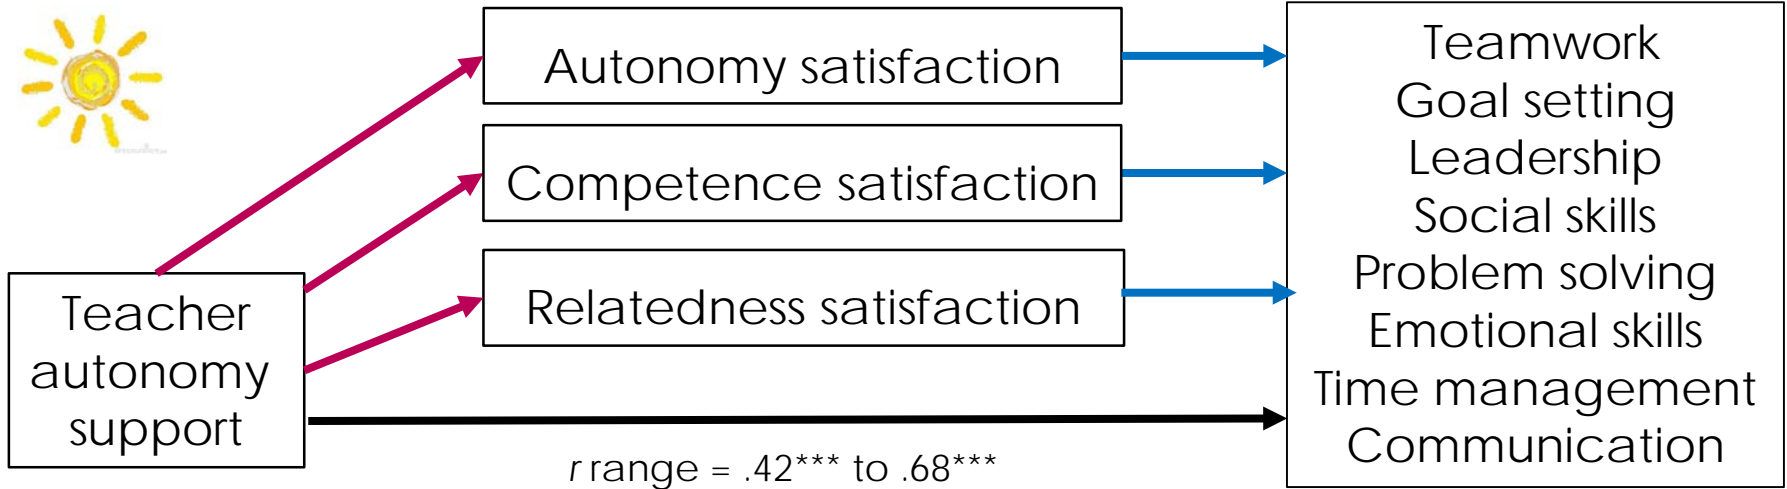 Autonomy satisfaction
Competence satisfaction
Relatedness satisfaction
Teacher
autonomy
support
r range = .42*** to .68***
Teamwork
Goal setting
Leadership
Social skills
Problem solving
Emotional skills
Time management
Communication